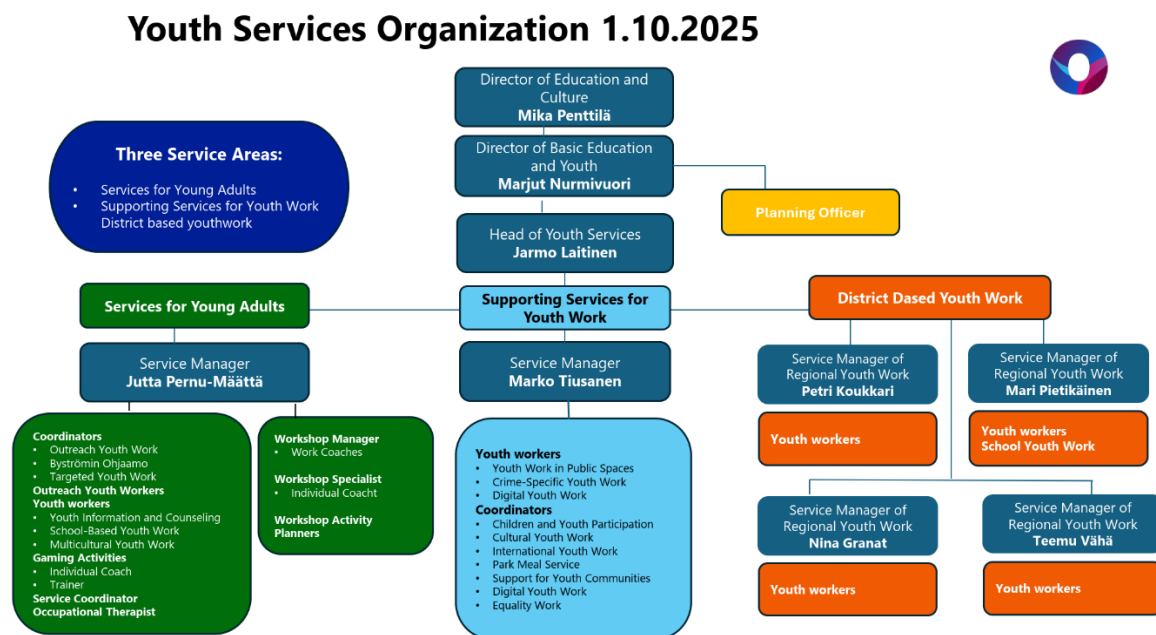 Youth Services Organization 1.10.2025
Director of Education and
Culture
Mika Penttilä
Three Service Areas:
• Services for Young Adults
• Supporting Services for Youth Work
District based youthwork
Director of Basic Education
and Youth
Marjut Nurmivuori
Planning Officer
Head of Youth Services
Jarmo Laitinen
Services for Young Adults
Supporting Services for
Youth Work
District Dased Youth Work
Service Manager
Jutta Pernu-Määttä
Service Manager
Marko Tiusanen
Service Manager of
Regional Youth Work
Petri Koukkari
Service Manager of
Regional Youth Work
Mari Pietikäinen
Coordinators
• Outreach Youth Work
• Byströmin Ohjaamo
• Targeted Youth Work
Outreach Youth Workers
Youth workers
• Youth Information and Counseling
• School-Based Youth Work
• Multicultural Youth Work
Gaming Activities
• Individual Coach
• Trainer
Service Coordinator
Occupational Therapist
Workshop Manager
• Work Coaches
Workshop Specialist
• Individual Coacht
Workshop Activity
Planners
Youth workers
• Youth Work in Public Spaces
• Crime-Specific Youth Work
• Digital Youth Work
Coordinators
• Children and Youth Participation
• Cultural Youth Work
• International Youth Work
• Park Meal Service
• Support for Youth Communities
• Digital Youth Work
• Equality Work
Youth workers
Youth workers
School Youth Work
Service Manager of
Regional Youth Work
Nina Granat
Service Manager of
Regional Youth Work
Teemu Vähä
Youth workers
Youth workers